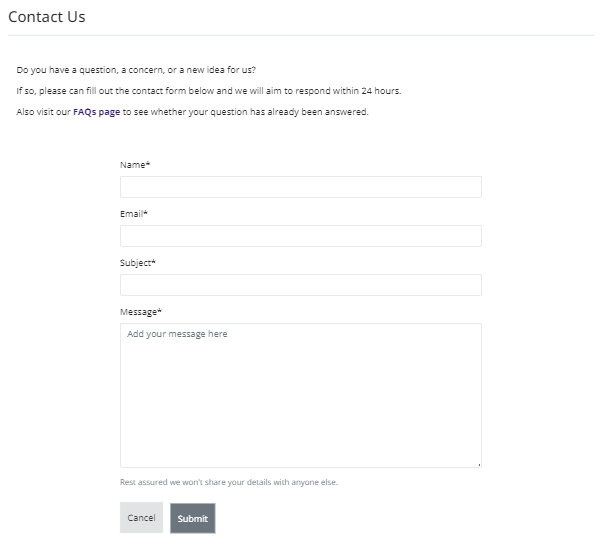 Contact Us
Do you have a question, a concern, or a new idea for us?
If so, please can fill out the contact form below and we will aim to respond within 24 hours.
Also visit our FAQs page to see whether your question has already been answered.
Name*
Email*
Subject*
Message*
Add your message here
Rest assured we won't share your details with anyone else.
Cancel Submit